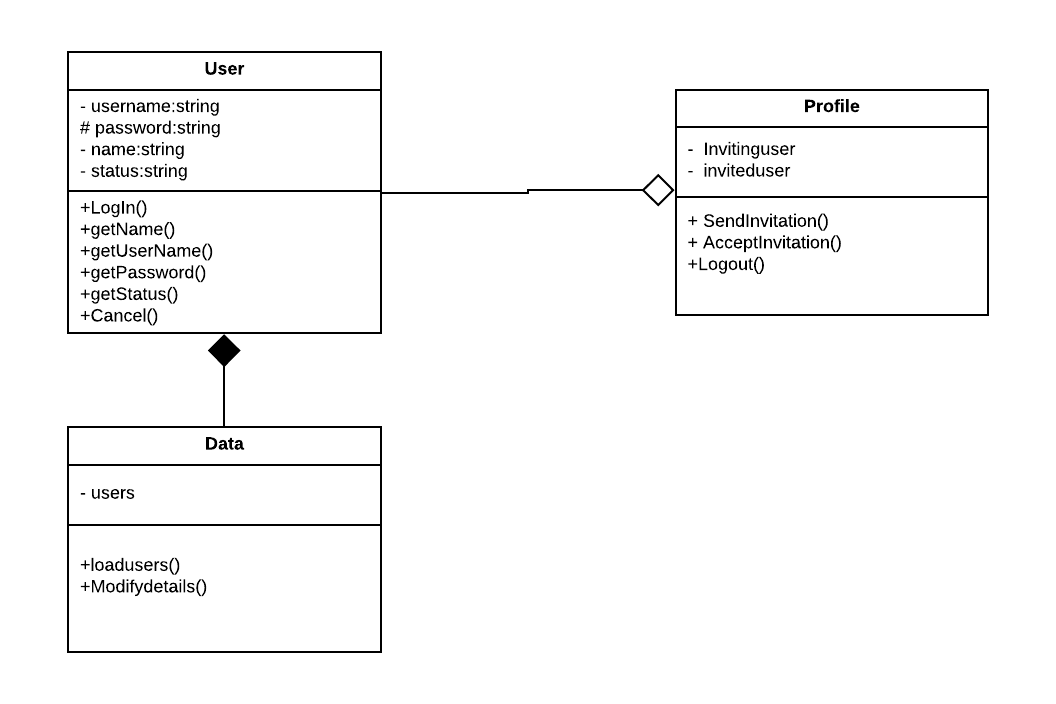 User
- username:string
# password:string
- name:string
- status:string
+LogIn()
+getName()
+getUserName()
+getPassword()
+getStatus()
+Cancel()
Profile
- Invitinguser
- inviteduser
+ SendInvitation()
+ AcceptInvitation()
+Logout()
Data
- users
+loadusers()
+Modifydetails()